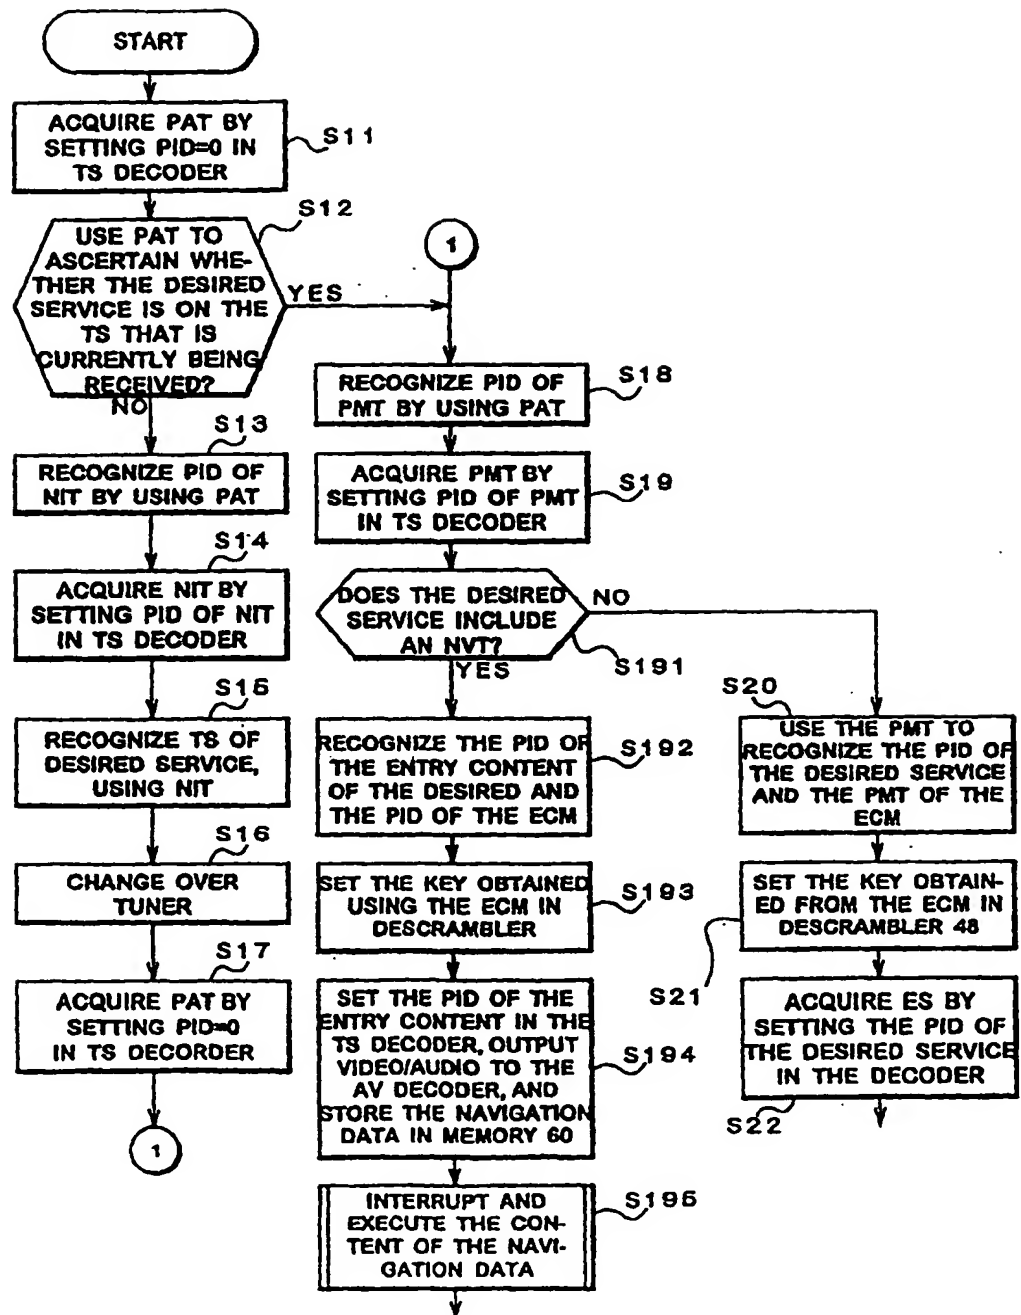 START
ACQUIRE PAT BY
SETTING PID=0 IN
TS DECODER
S11
USE PAT TO
ASCERTAIN WHE-
THER THE DESIRED
SERVICE IS ON THE
TS THAT IS
CURRENTLY BEING
RECEIVED?
S12
YES
NO
RECOGNIZE PID OF
NIT BY USING PAT
S13
ACQUIRE NIT BY
SETTING PID OF NIT
IN TS DECODER
S14
RECOGNIZE TS OF
DESIRED SERVICE,
USING NIT
S15
CHANGE OVER
TUNER
S16
ACQUIRE PAT BY
SETTING PID=0
IN TS DECORDER
S17
1
1
RECOGNIZE PID OF
PMT BY USING PAT
S18
ACQUIRE PMT BY
SETTING PID OF PMT
IN TS DECODER
S19
DOES THE DESIRED
SERVICE INCLUDE
AN NVT?
S191
NO
YES
RECOGNIZE THE PID OF
THE ENTRY CONTENT
OF THE DESIRED AND
THE PID OF THE ECM
S192
SET THE KEY OBTAINED
USING THE ECM IN
DESCRAMBLER
S193
SET THE PID OF THE
ENTRY CONTENT IN THE
TS DECODER, OUTPUT
VIDEO/AUDIO TO THE
AV DECODER, AND
STORE THE NAVIGATION
DATA IN MEMORY 60
S194
INTERRUPT AND
EXECUTE THE CON-
TENT OF THE NAVI-
GATION DATA
S195
S20
USE THE PMT TO
RECOGNIZE THE PID OF
THE DESIRED SERVICE
AND THE PMT OF THE
ECM
SET THE KEY OBTAIN-
ED FROM THE ECM IN
DESCRAMBLER 48
S21
ACQUIRE ES BY
SETTING THE PID OF
THE DESIRED SERVICE
IN THE DECODER
S22